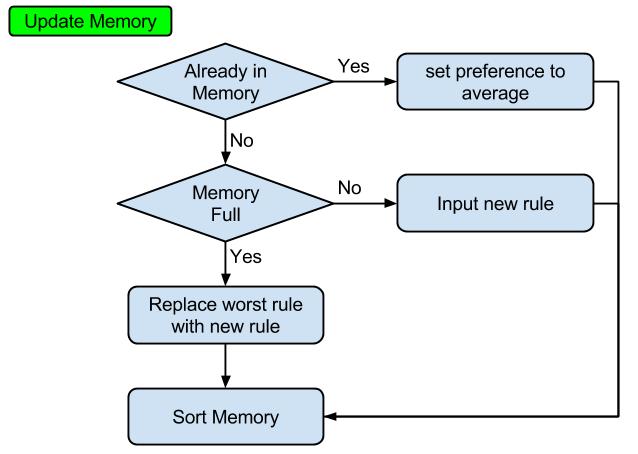 Update Memory
Already in
Memory
Yes
set preference to
average
No
Memory
Full
No
Input new rule
Yes
Replace worst rule
with new rule
Sort Memory